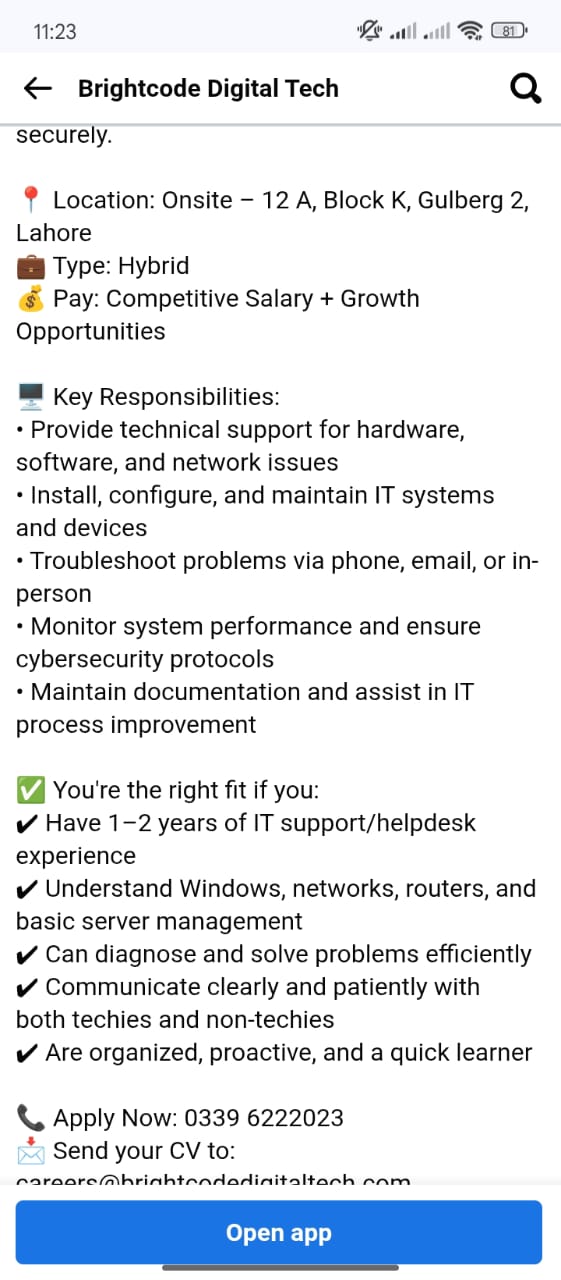 11:23
81
Brightcode Digital Tech
securely.
📍 Location: Onsite – 12 A, Block K, Gulberg 2,
Lahore
💼 Type: Hybrid
💰 Pay: Competitive Salary + Growth
Opportunities
🖥️ Key Responsibilities:
• Provide technical support for hardware,
software, and network issues
• Install, configure, and maintain IT systems
and devices
• Troubleshoot problems via phone, email, or in-
person
• Monitor system performance and ensure
cybersecurity protocols
• Maintain documentation and assist in IT
process improvement
✅ You're the right fit if you:
✔ Have 1–2 years of IT support/helpdesk
experience
✔ Understand Windows, networks, routers, and
basic server management
✔ Can diagnose and solve problems efficiently
✔ Communicate clearly and patiently with
both techies and non-techies
✔ Are organized, proactive, and a quick learner
📞 Apply Now: 0339 6222023
📩 Send your CV to:
careers@brightcodedigitaltech.com
Open app